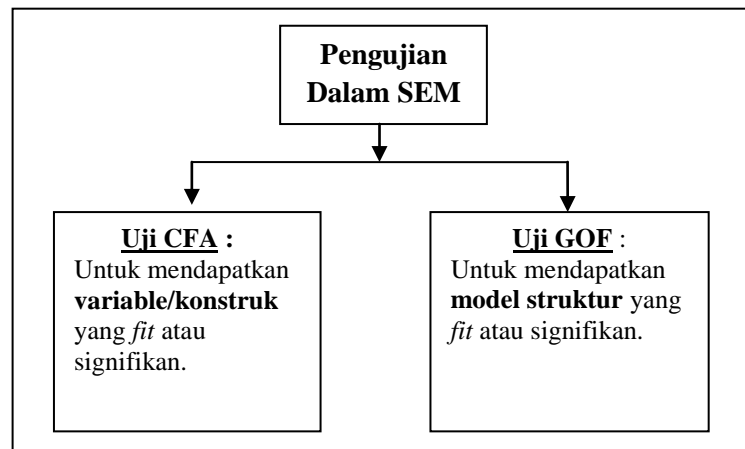 Pengujian
Dalam SEM
Uji CFA :
Untuk mendapatkan
variable/konstruk
yang fit atau
signifikan.
Uji GOF :
Untuk mendapatkan
model struktur yang
fit atau signifikan.